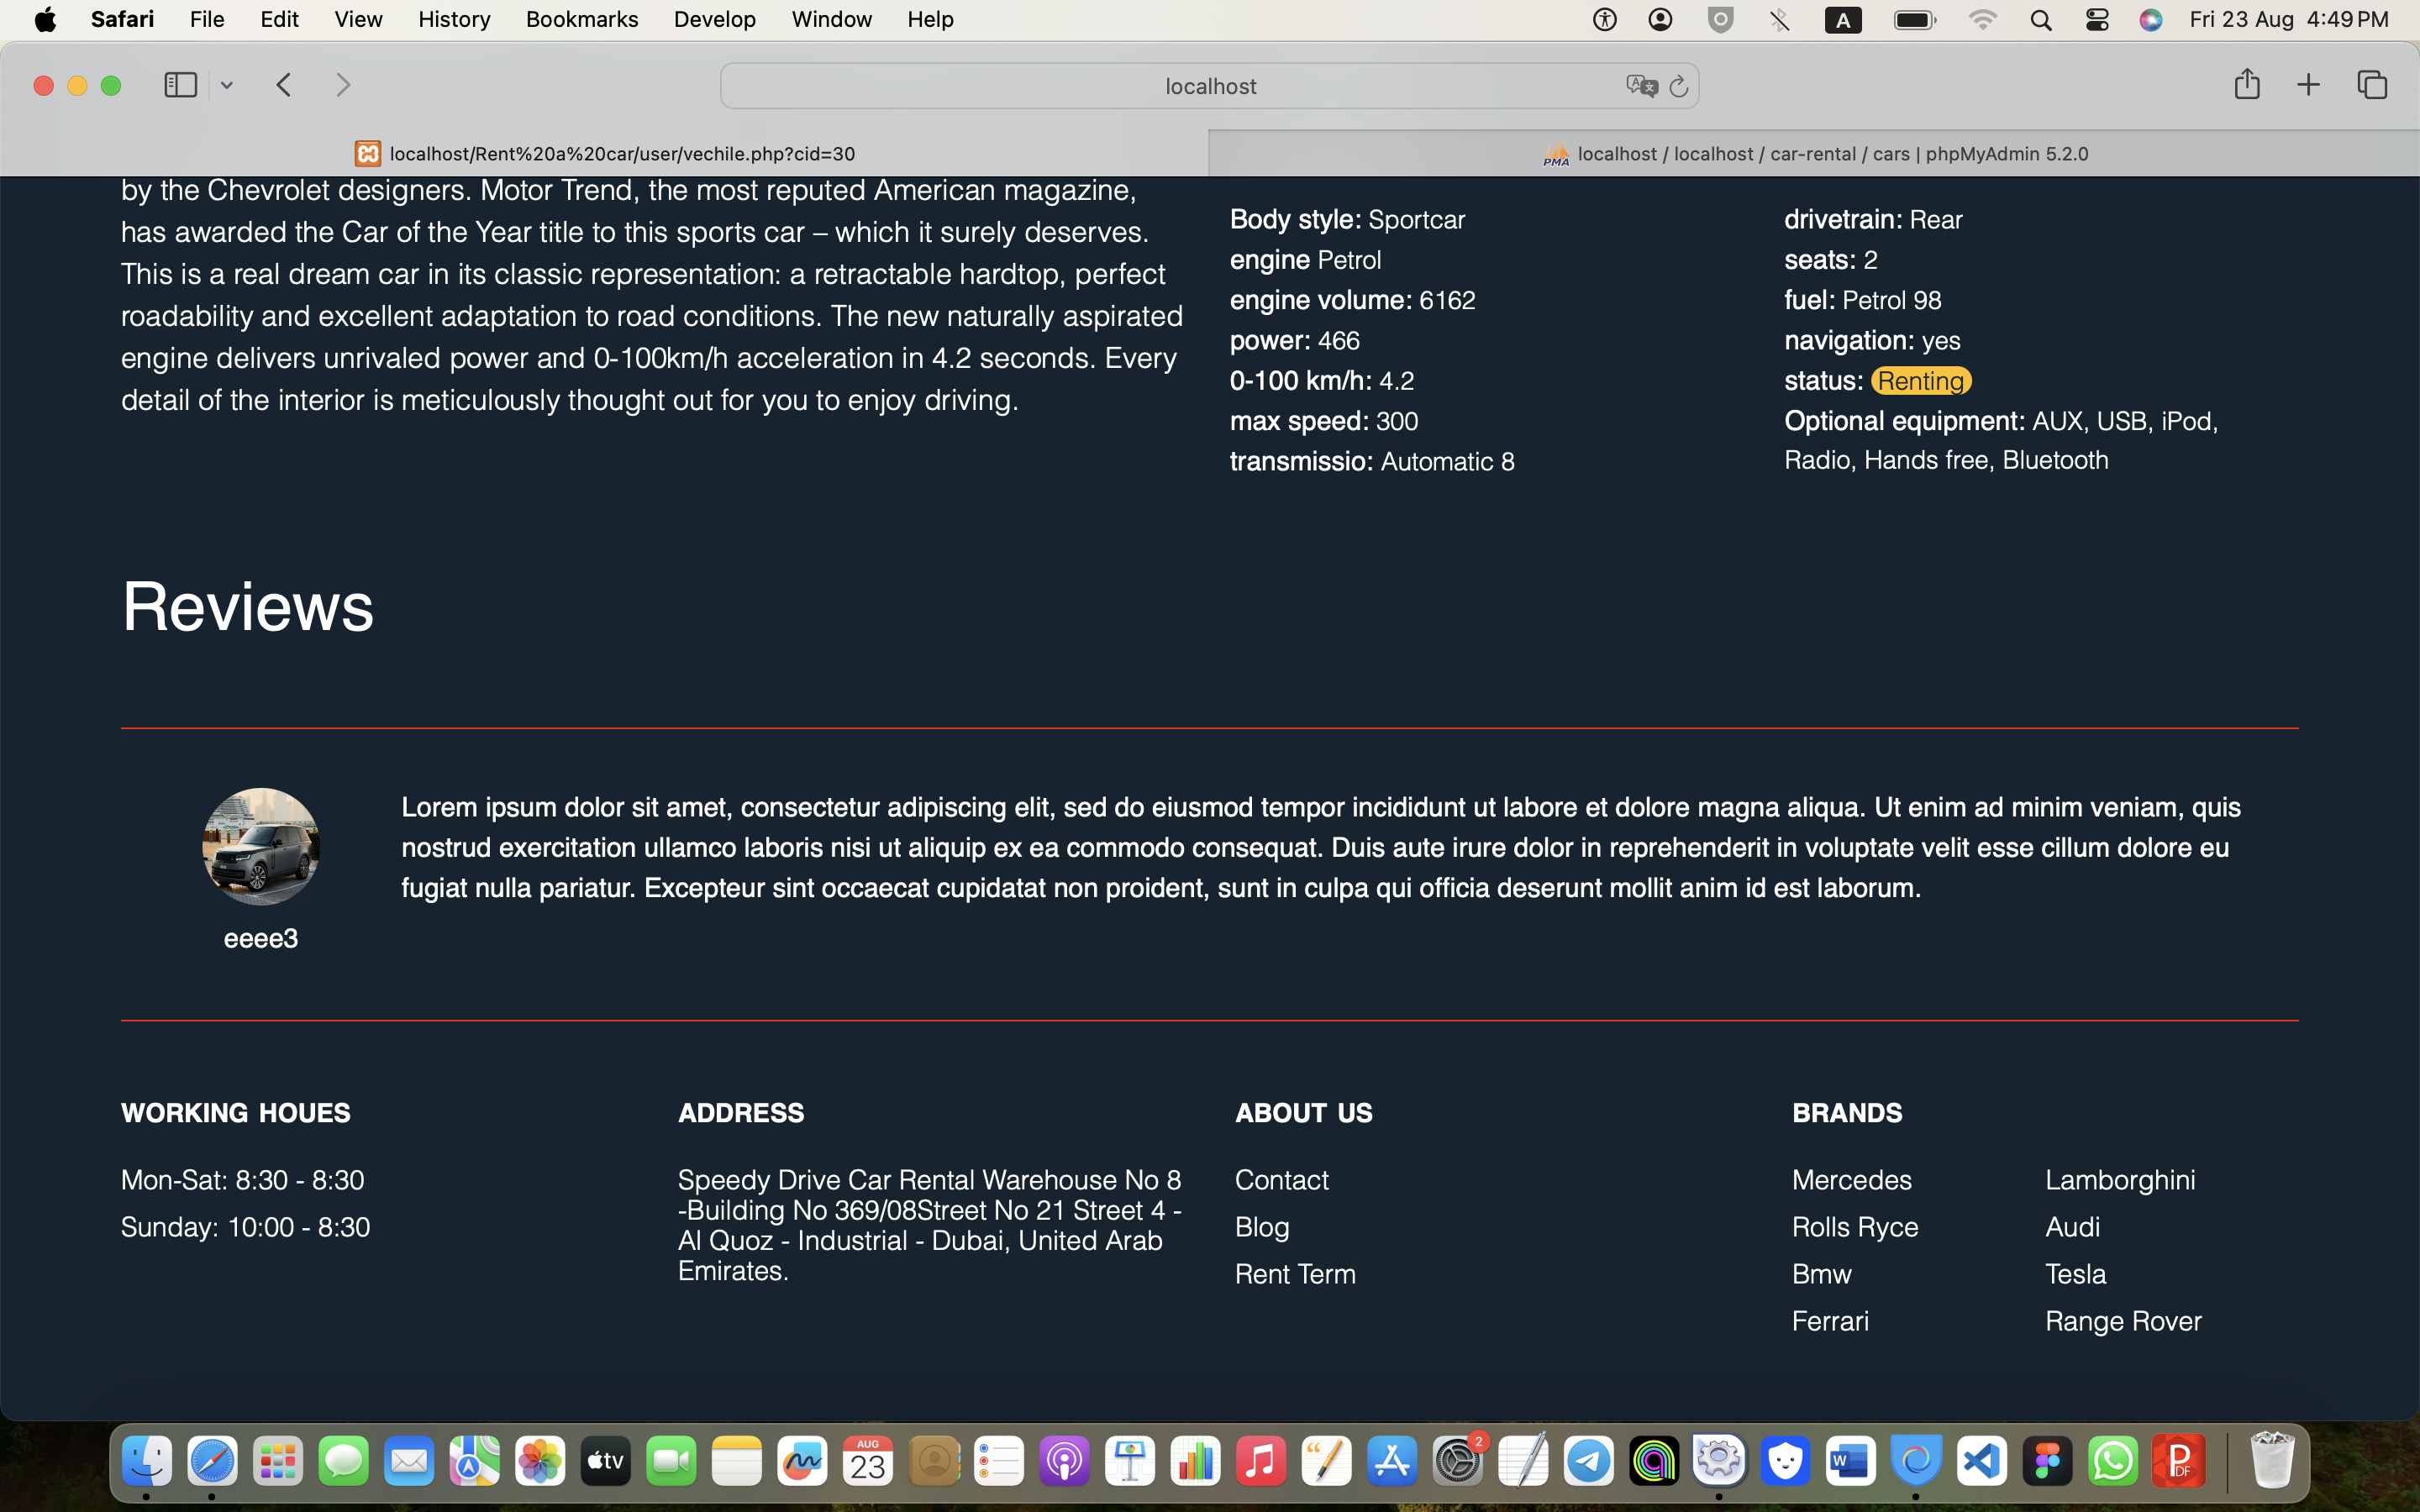 Safari File Edit View History Bookmarks Develop Window Help A Fri 23 Aug 4:49 PM
localhost
localhost/Rent%20a%20car/user/vechile.php?cid=30
localhost / localhost / car-rental / cars | phpMyAdmin 5.2.0
by the Chevrolet designers. Motor Trend, the most reputed American magazine,
has awarded the Car of the Year title to this sports car – which it surely deserves.
This is a real dream car in its classic representation: a retractable hardtop, perfect
roadability and excellent adaptation to road conditions. The new naturally aspirated
engine delivers unrivaled power and 0-100km/h acceleration in 4.2 seconds. Every
detail of the interior is meticulously thought out for you to enjoy driving.
Body style: Sportcar
engine Petrol
engine volume: 6162
power: 466
0-100 km/h: 4.2
max speed: 300
transmissio: Automatic 8
drivetrain: Rear
seats: 2
fuel: Petrol 98
navigation: yes
status: Renting
Optional equipment: AUX, USB, iPod,
Radio, Hands free, Bluetooth
Reviews
Lorem ipsum dolor sit amet, consectetur adipiscing elit, sed do eiusmod tempor incididunt ut labore et dolore magna aliqua. Ut enim ad minim veniam, quis
nostrud exercitation ullamco laboris nisi ut aliquip ex ea commodo consequat. Duis aute irure dolor in reprehenderit in voluptate velit esse cillum dolore eu
fugiat nulla pariatur. Excepteur sint occaecat cupidatat non proident, sunt in culpa qui officia deserunt mollit anim id est laborum.
eeee3
WORKING HOUES
Mon-Sat: 8:30 - 8:30
Sunday: 10:00 - 8:30
ADDRESS
Speedy Drive Car Rental Warehouse No 8
-Building No 369/08Street No 21 Street 4 -
Al Quoz - Industrial - Dubai, United Arab
Emirates.
ABOUT US
Contact
Blog
Rent Term
BRANDS
Mercedes
Rolls Ryce
Bmw
Ferrari
Lamborghini
Audi
Tesla
Range Rover
tv
AUG
23
2
W
PDF